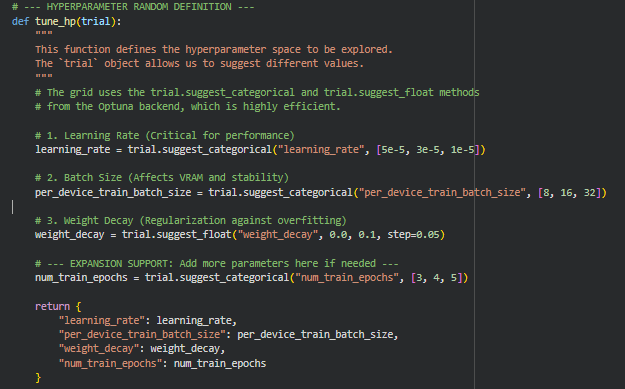 # --- HYPERPARAMETER RANDOM DEFINITION ---
def tune_hp(trial):
    """
    This function defines the hyperparameter space to be explored.
    The `trial` object allows us to suggest different values.
    """
    # The grid uses the trial.suggest_categorical and trial.suggest_float methods
    # from the Optuna backend, which is highly efficient.

    # 1. Learning Rate (Critical for performance)
    learning_rate = trial.suggest_categorical("learning_rate", [5e-5, 3e-5, 1e-5])

    # 2. Batch Size (Affects VRAM and stability)
    per_device_train_batch_size = trial.suggest_categorical("per_device_train_batch_size", [8, 16, 32])

    # 3. Weight Decay (Regularization against overfitting)
    weight_decay = trial.suggest_float("weight_decay", 0.0, 0.1, step=0.05)

    # --- EXPANSION SUPPORT: Add more parameters here if needed ---
    num_train_epochs = trial.suggest_categorical("num_train_epochs", [3, 4, 5])

    return {
        "learning_rate": learning_rate,
        "per_device_train_batch_size": per_device_train_batch_size,
        "weight_decay": weight_decay,
        "num_train_epochs": num_train_epochs
    }